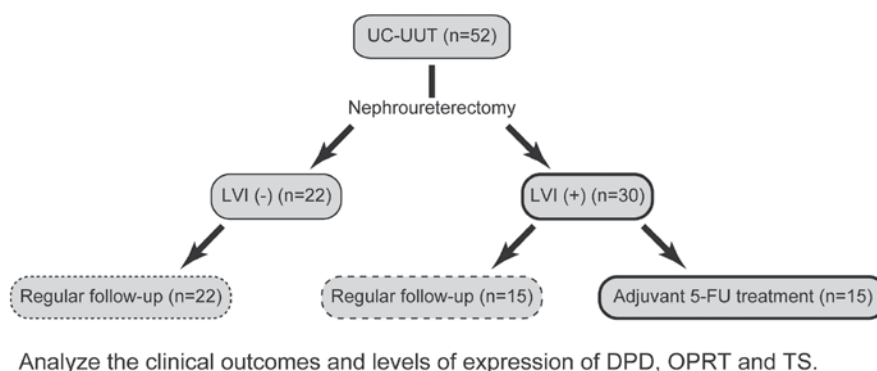 UC-UUT (n=52)
Nephroureterectomy
LVI (-) (n=22)
LVI (+) (n=30)
Regular follow-up (n=22)
Regular follow-up (n=15)
Adjuvant 5-FU treatment (n=15)
Analyze the clinical outcomes and levels of expression of DPD, OPRT and TS.